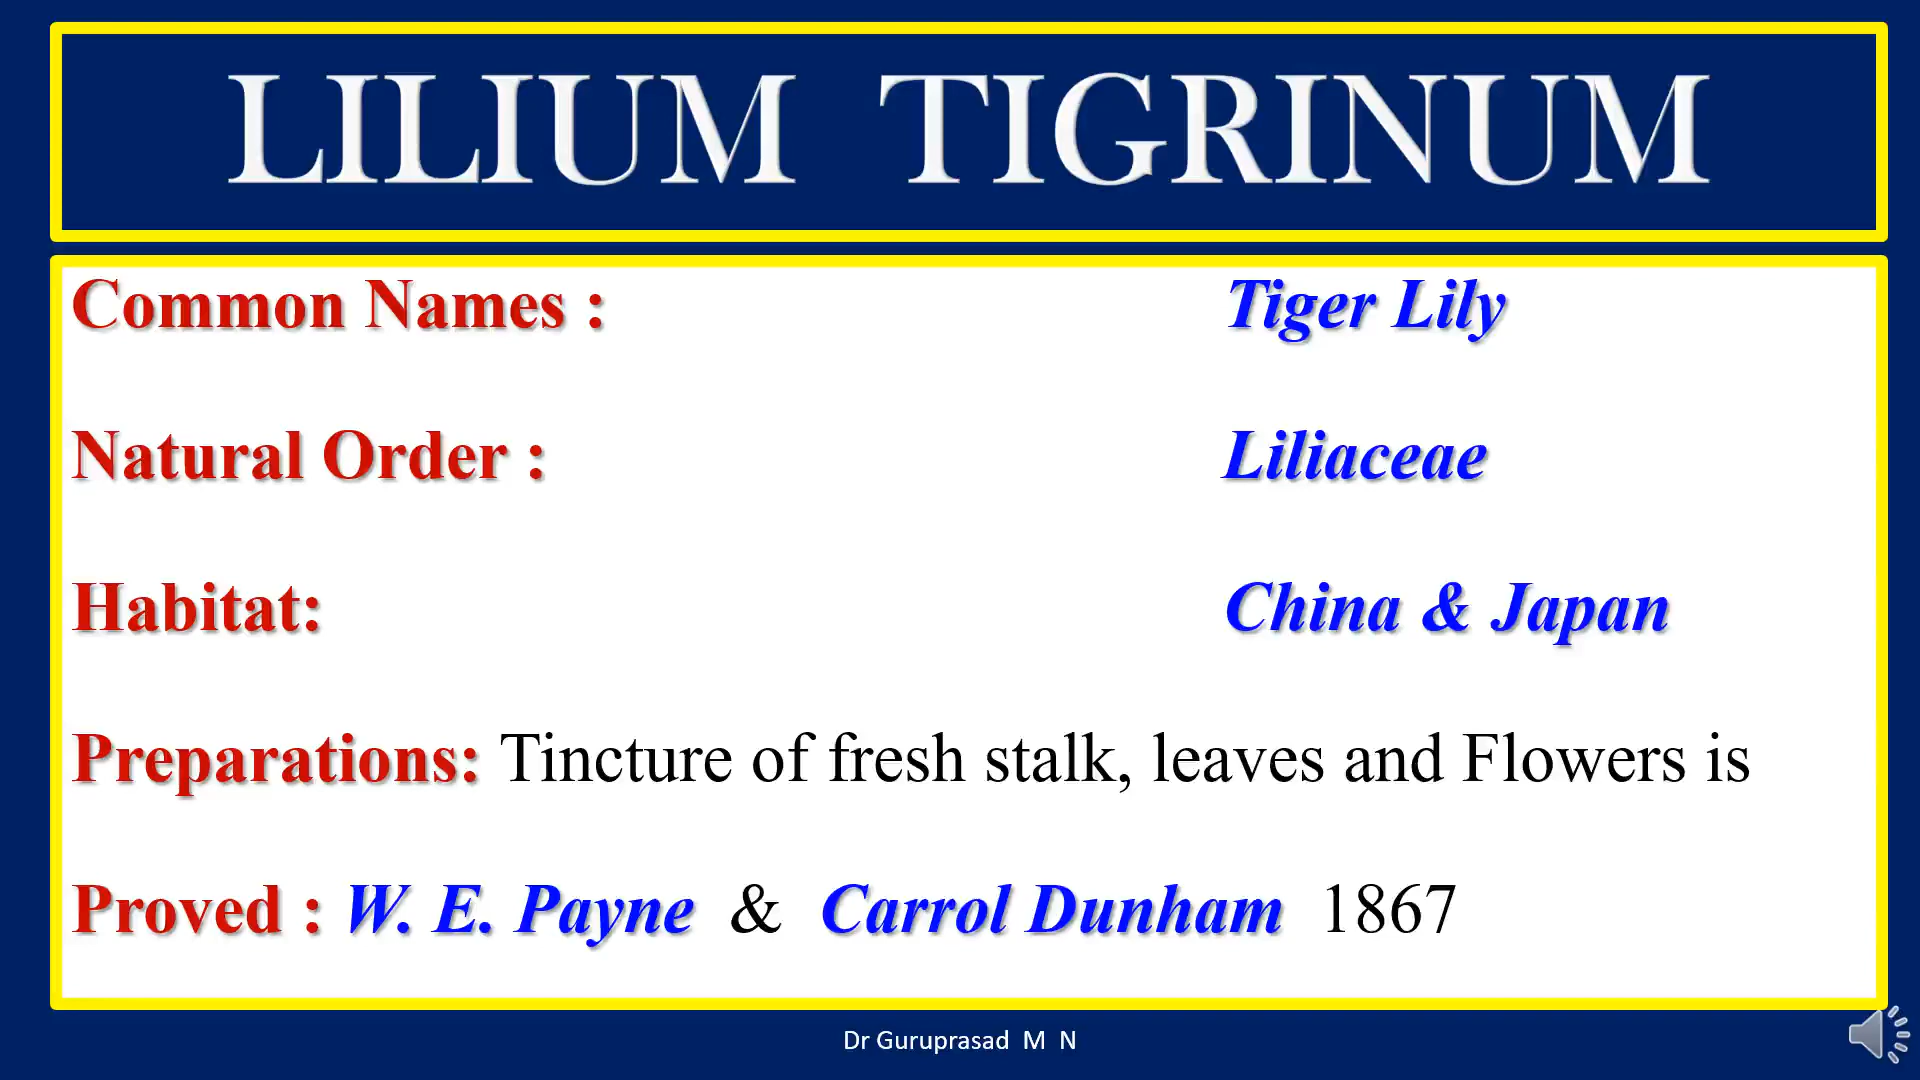 LILIUM TIGRINUM
Common Names : Tiger Lily
Natural Order : Liliaceae
Habitat: China & Japan
Preparations: Tincture of fresh stalk, leaves and Flowers is
Proved : W. E. Payne & Carrol Dunham 1867
Dr Guruprasad M N